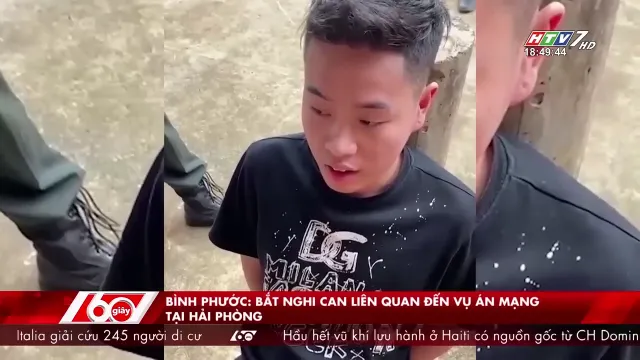 HTV7 HD
18:49:44
DG
MILANO
60 giây
BÌNH PHƯỚC: BẮT NGHI CAN LIÊN QUAN ĐẾN VỤ ÁN MẠNG
TẠI HẢI PHÒNG
Italia giải cứu 245 người di cư
Hầu hết vũ khí lưu hành ở Haiti có nguồn gốc từ CH Domin